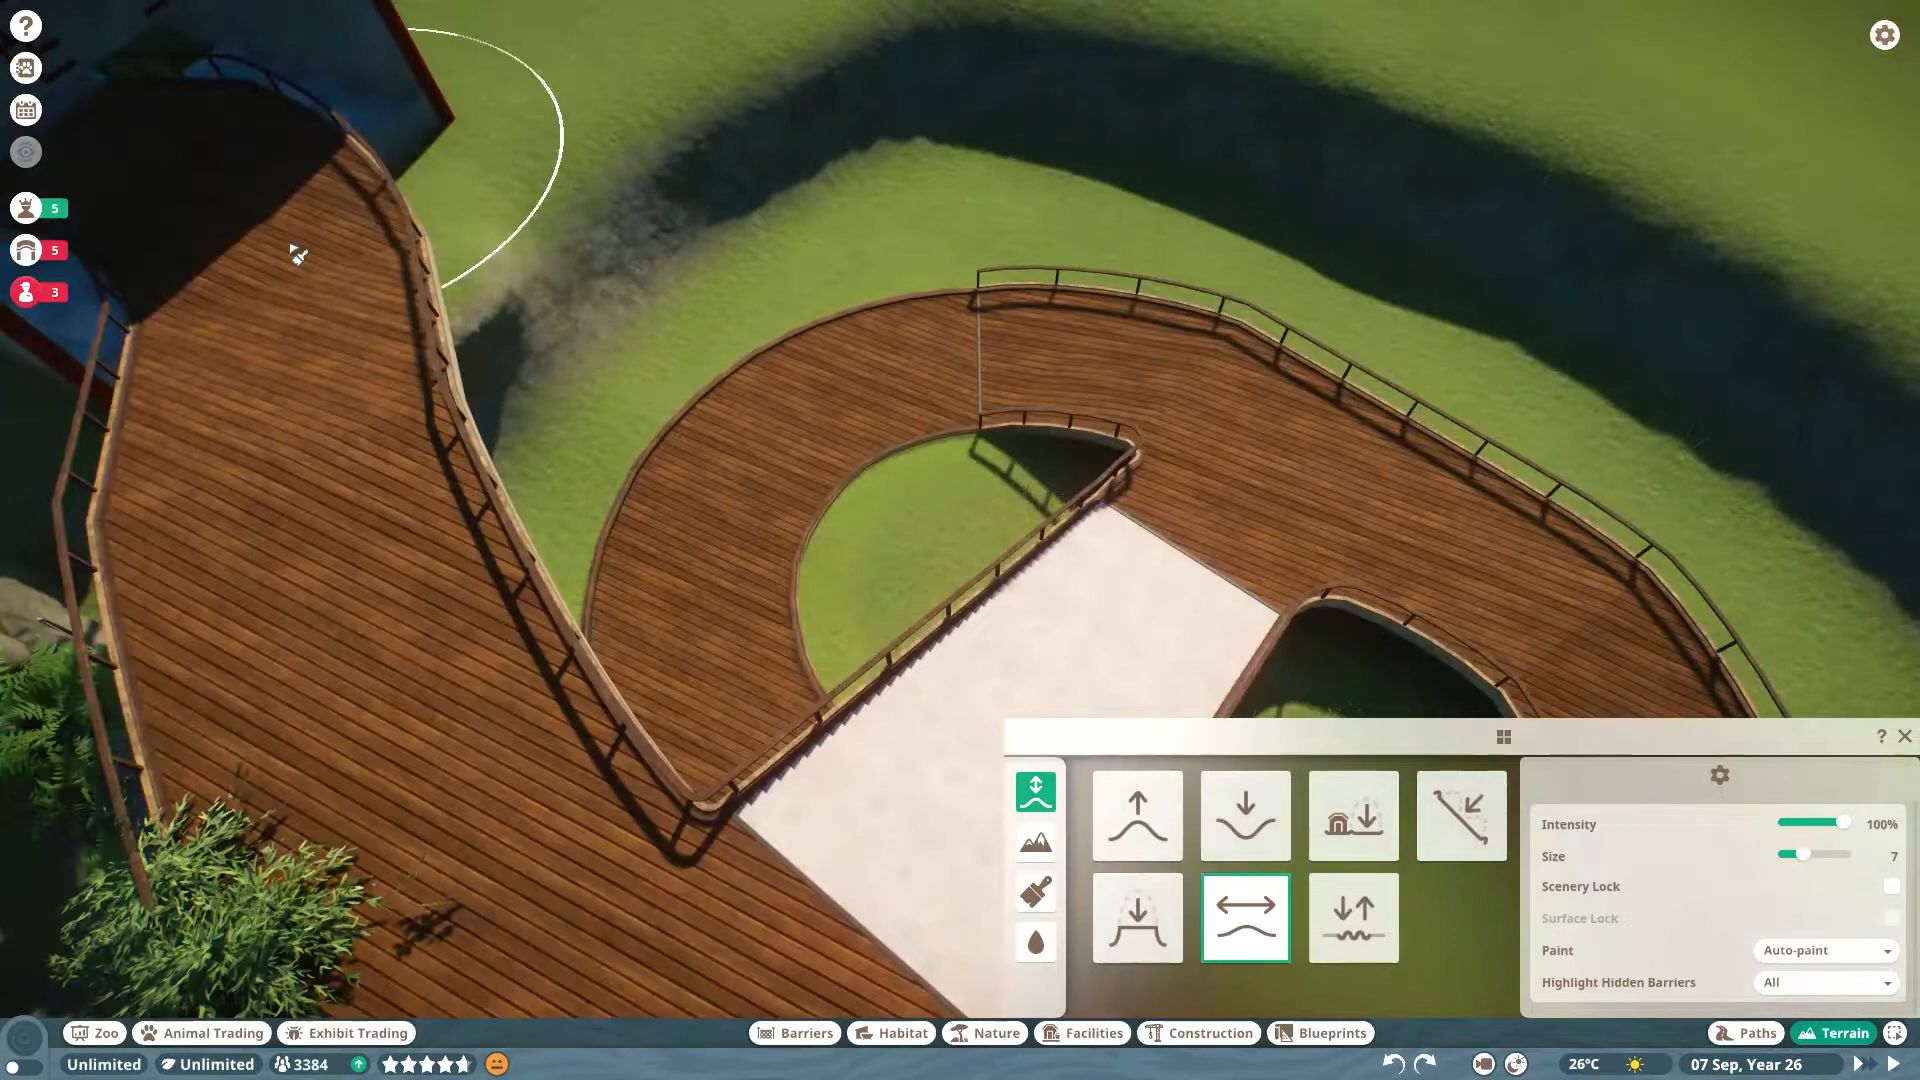 ?
5
5
3
? 
Intensity 100%
Size 7
Scenery Lock
Surface Lock
Paint Auto-paint
Highlight Hidden Barriers All
Zoo Animal Trading Exhibit Trading Barriers Habitat Nature Facilities Construction Blueprints Paths Terrain
Unlimited Unlimited 3384 26°C 07 Sep, Year 26